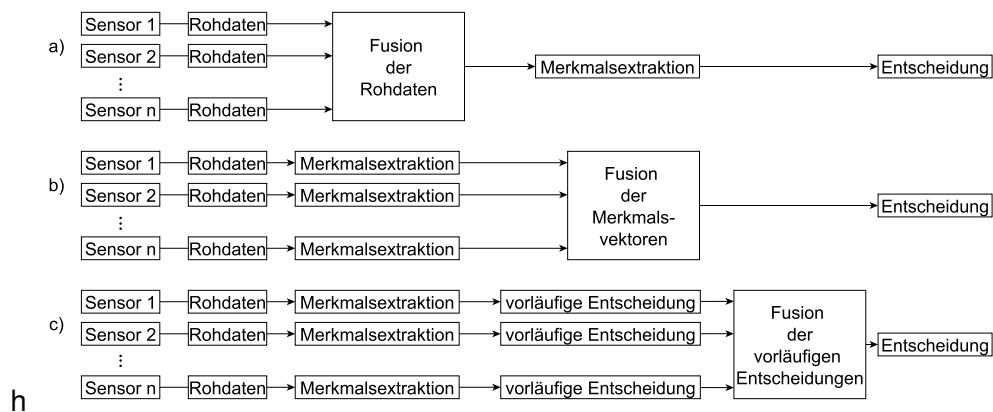 a)
Sensor 1 Rohdaten
Sensor 2 Rohdaten
⋮
Sensor n Rohdaten
Fusion
der
Rohdaten
Merkmalsextraktion
Entscheidung
b)
Sensor 1 Rohdaten Merkmalsextraktion
Sensor 2 Rohdaten Merkmalsextraktion
⋮
Sensor n Rohdaten Merkmalsextraktion
Fusion
der
Merkmals-
vektoren
Entscheidung
c)
Sensor 1 Rohdaten Merkmalsextraktion vorläufige Entscheidung
Sensor 2 Rohdaten Merkmalsextraktion vorläufige Entscheidung
⋮
Sensor n Rohdaten Merkmalsextraktion vorläufige Entscheidung
Fusion
der
vorläufigen
Entscheidungen
Entscheidung
h